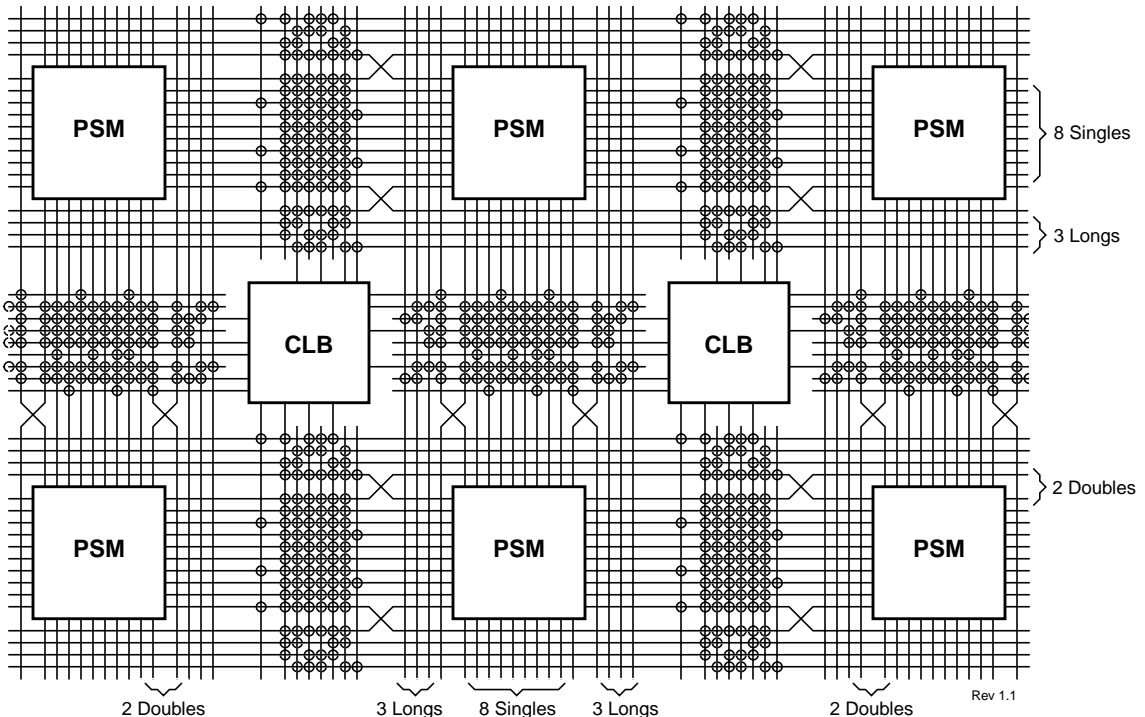 PSM PSM PSM
8 Singles
3 Longs
CLB CLB
2 Doubles
PSM PSM PSM
Rev 1.1
2 Doubles 3 Longs 8 Singles 3 Longs 2 Doubles